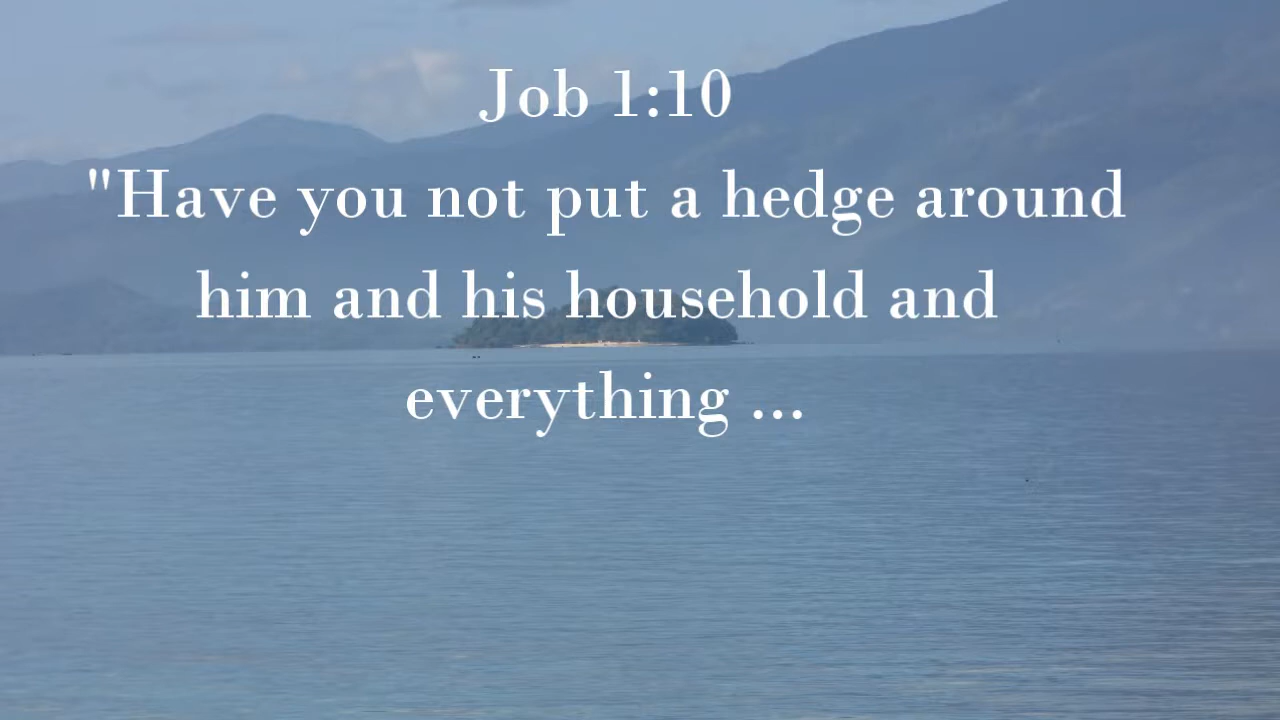 Job 1:10
"Have you not put a hedge around
him and his household and
everything ...